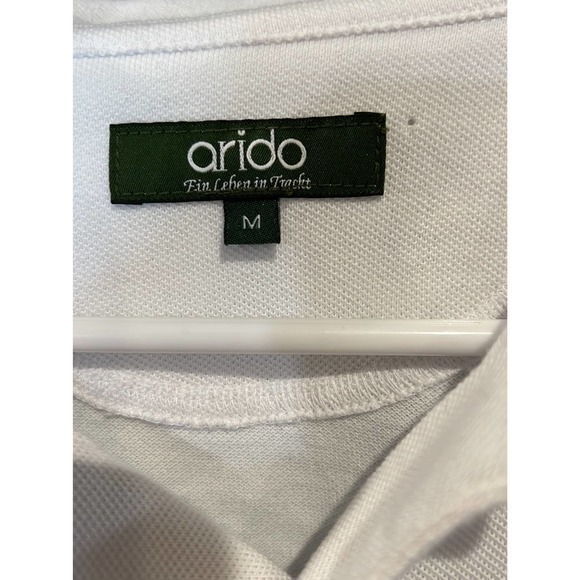 arido
Ein Leben in Tracht
M